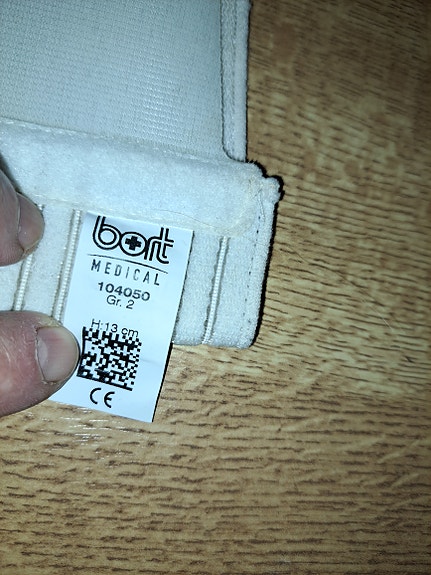 bort
MEDICAL
104050
Gr. 2
H:13 cm
CE